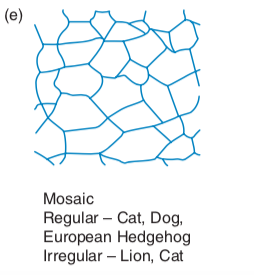 (e)
Mosaic
Regular – Cat, Dog,
European Hedgehog
Irregular – Lion, Cat